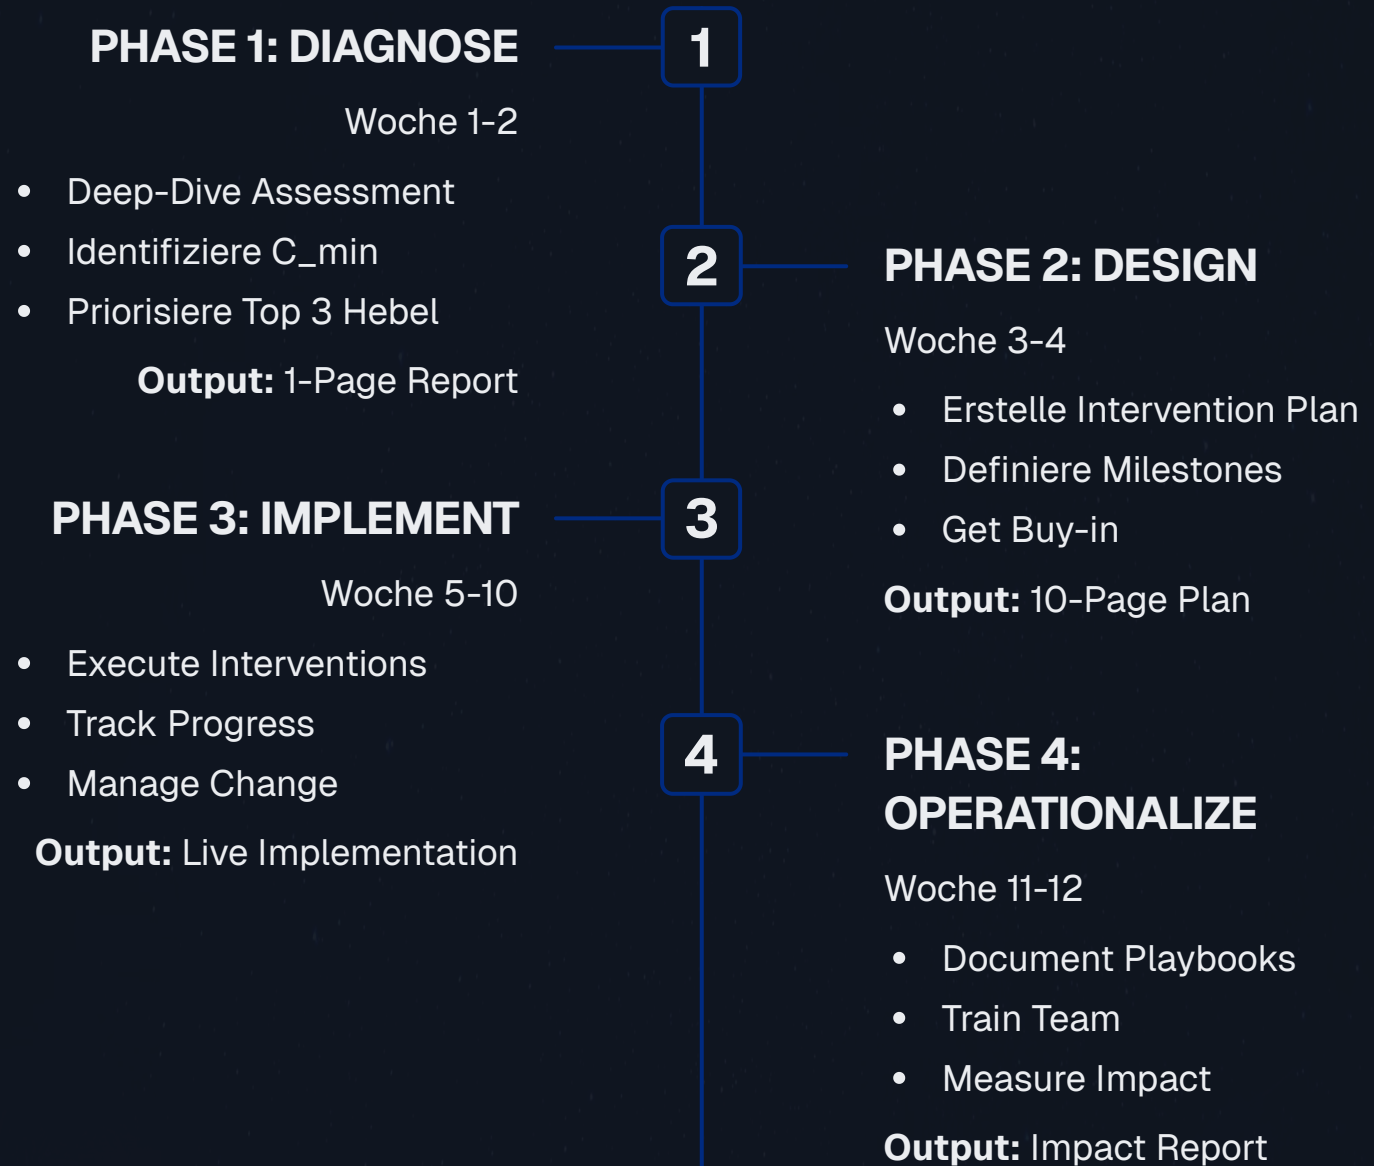 PHASE 1: DIAGNOSE
1
Woche 1-2
• Deep-Dive Assessment
• Identifiziere C_min
• Priorisiere Top 3 Hebel
Output: 1-Page Report
2
PHASE 2: DESIGN
Woche 3-4
• Erstelle Intervention Plan
• Definiere Milestones
• Get Buy-in
Output: 10-Page Plan
PHASE 3: IMPLEMENT
3
Woche 5-10
• Execute Interventions
• Track Progress
• Manage Change
Output: Live Implementation
4
PHASE 4:
OPERATIONALIZE
Woche 11-12
• Document Playbooks
• Train Team
• Measure Impact
Output: Impact Report